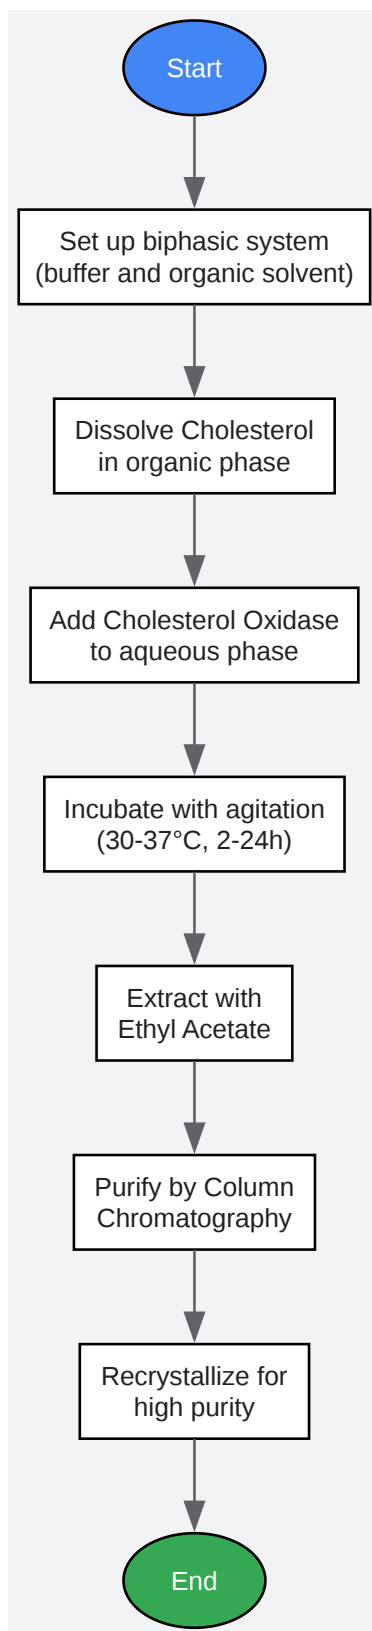 Start
Set up biphasic system
(buffer and organic solvent)
Dissolve Cholesterol
in organic phase
Add Cholesterol Oxidase
to aqueous phase
Incubate with agitation
(30-37°C, 2-24h)
Extract with
Ethyl Acetate
Purify by Column
Chromatography
Recrystallize for
high purity
End